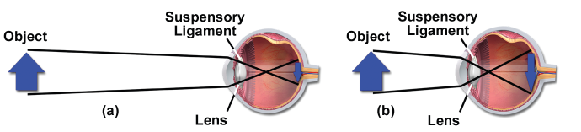 Suspensory
Ligament
Object
Lens
(a)
Suspensory
Ligament
Object
Lens
(b)